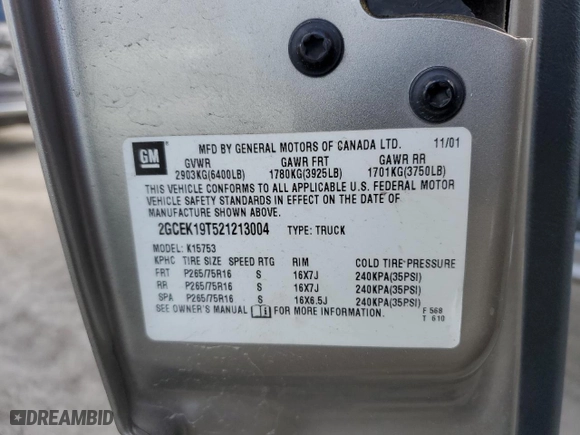 GM
MFD BY GENERAL MOTORS OF CANADA LTD. 11/01
GVWR GAWR FRT GAWR RR
2903KG(6400LB) 1780KG(3925LB) 1701KG(3750LB)
THIS VEHICLE CONFORMS TO ALL APPLICABLE U.S. FEDERAL MOTOR
VEHICLE SAFETY STANDARDS IN EFFECT ON THE DATE OF
MANUFACTURE SHOWN ABOVE.
2GCEK19T521213004 TYPE: TRUCK
MODEL: K15753
KPHC TIRE SIZE SPEED RTG RIM COLD TIRE PRESSURE
FRT P265/75R16 S 16X7J 240KPA(35PSI)
RR P265/75R16 S 16X7J 240KPA(35PSI)
SPA P265/75R16 S 16X6.5J 240KPA(35PSI)
SEE OWNER'S MANUAL FOR MORE INFORMATION. F 568
T 610
DREAMBID